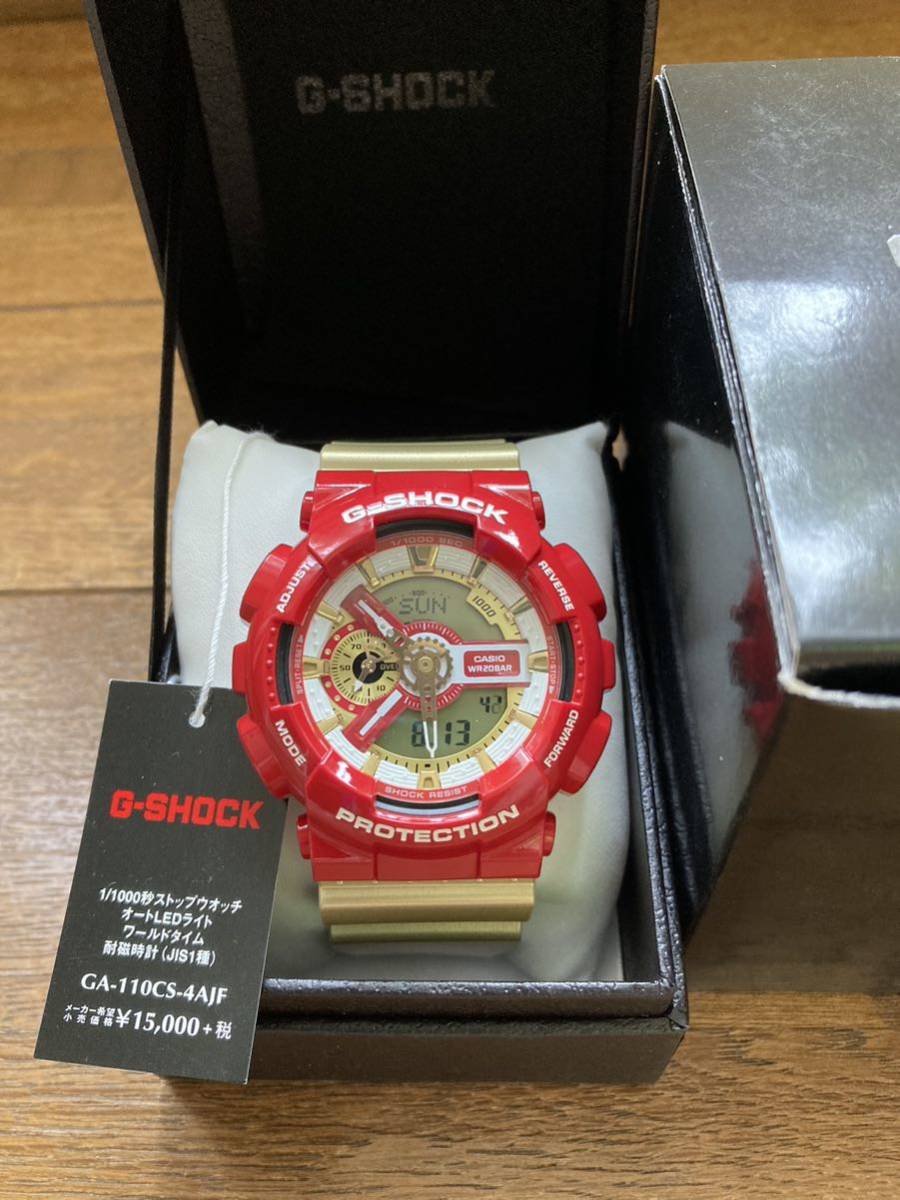 G-SHOCK
G-SHOCK
1/1000 SEC
ADJUST
REVERSE
SUN
1000
SPLIT RESET
START·STOP
70
50
10
CASIO
WR20BAR
42
8 13
MODE
FORWARD
SHOCK RESIST
PROTECTION
G-SHOCK
1/1000秒ストップウオッチ
オートLEDライト
ワールドタイム
耐磁時計(JIS1種)
GA-110CS-4AJF
メーカー希望
小売価格 ¥15,000+税